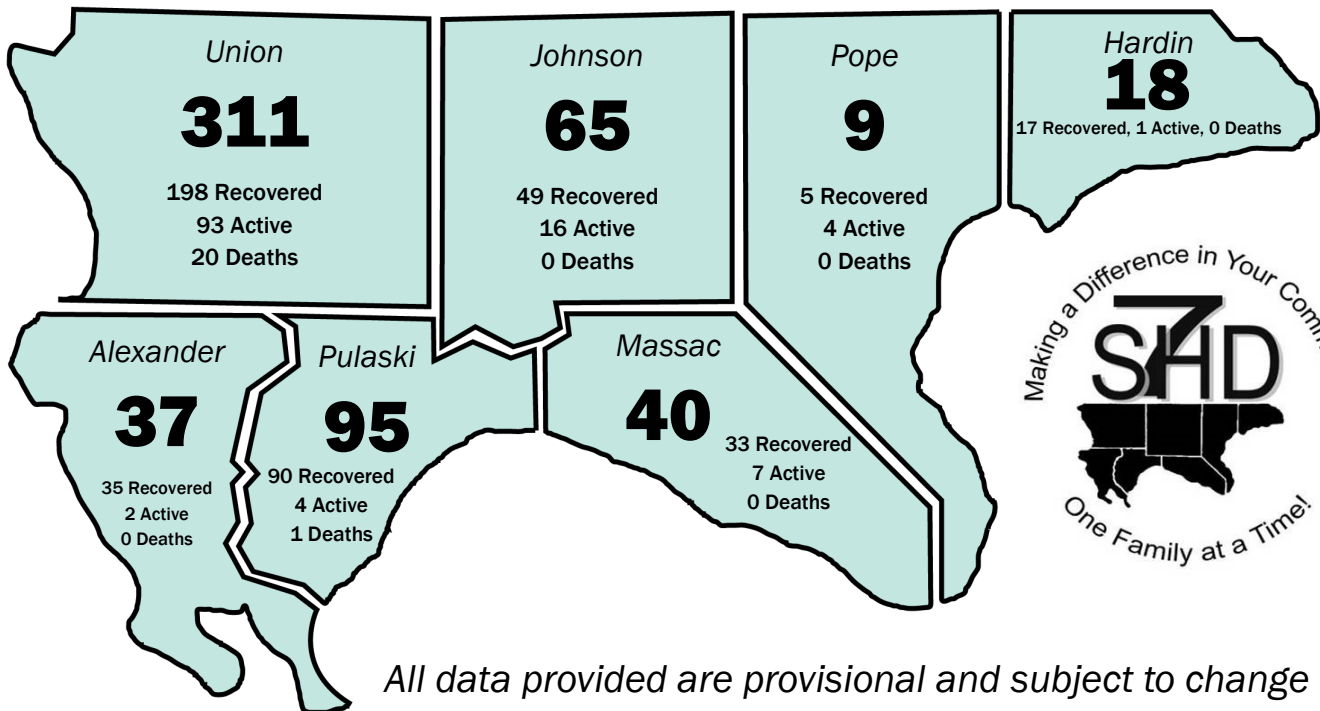 Union
311
198 Recovered
93 Active
20 Deaths
Johnson
65
49 Recovered
16 Active
0 Deaths
Pope
9
5 Recovered
4 Active
0 Deaths
Hardin
18
17 Recovered, 1 Active, 0 Deaths
Alexander
37
35 Recovered
2 Active
0 Deaths
Pulaski
95
90 Recovered
4 Active
1 Deaths
Massac
40
33 Recovered
7 Active
0 Deaths
Making a Difference in Your Comm
S7HD
One Family at a Time!
All data provided are provisional and subject to change